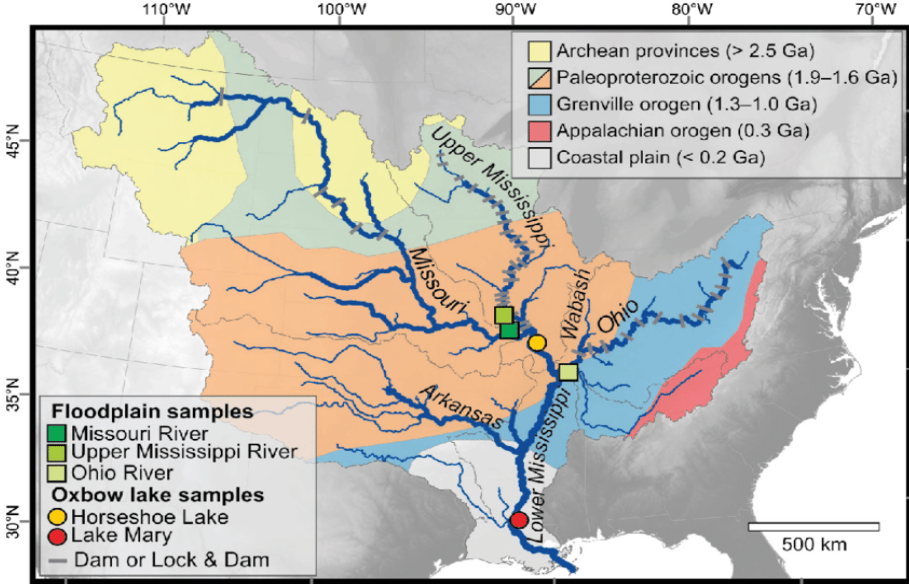 110°W 100°W 90°W 80°W 70°W
45°N
40°N
35°N
30°N
Archean provinces (> 2.5 Ga)
Paleoproterozoic orogens (1.9–1.6 Ga)
Grenville orogen (1.3–1.0 Ga)
Appalachian orogen (0.3 Ga)
Coastal plain (< 0.2 Ga)
Upper Mississippi
Missouri
Wabash
Ohio
Arkansas
Lower Mississippi
Floodplain samples
Missouri River
Upper Mississippi River
Ohio River
Oxbow lake samples
Horseshoe Lake
Lake Mary
Dam or Lock & Dam
500 km